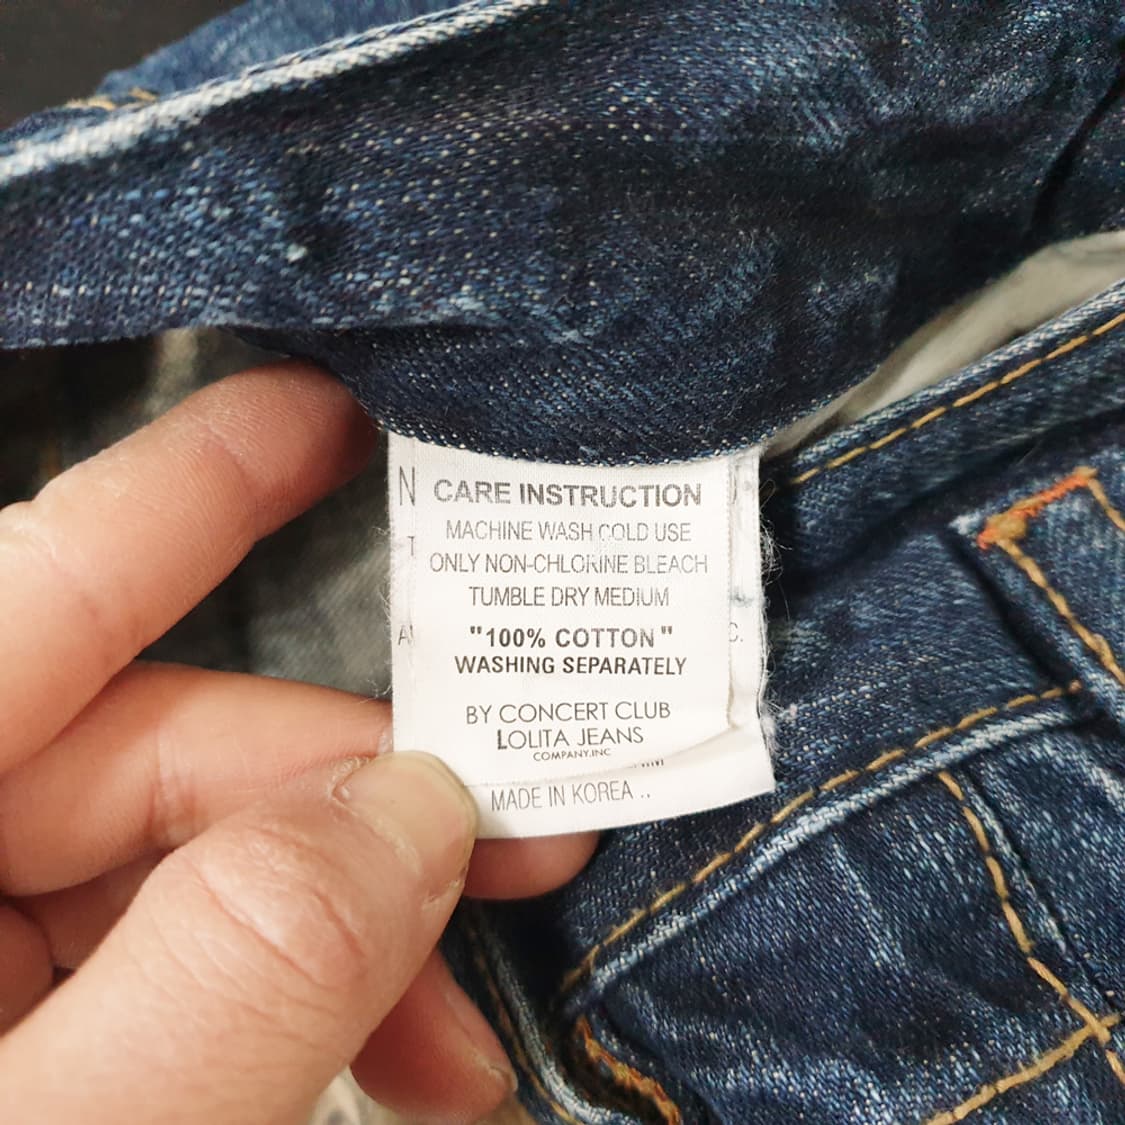 CARE INSTRUCTION
MACHINE WASH COLD USE
ONLY NON-CHLORINE BLEACH
TUMBLE DRY MEDIUM
"100% COTTON"
WASHING SEPARATELY
BY CONCERT CLUB
LOLITA JEANS
COMPANY.INC
MADE IN KOREA ..